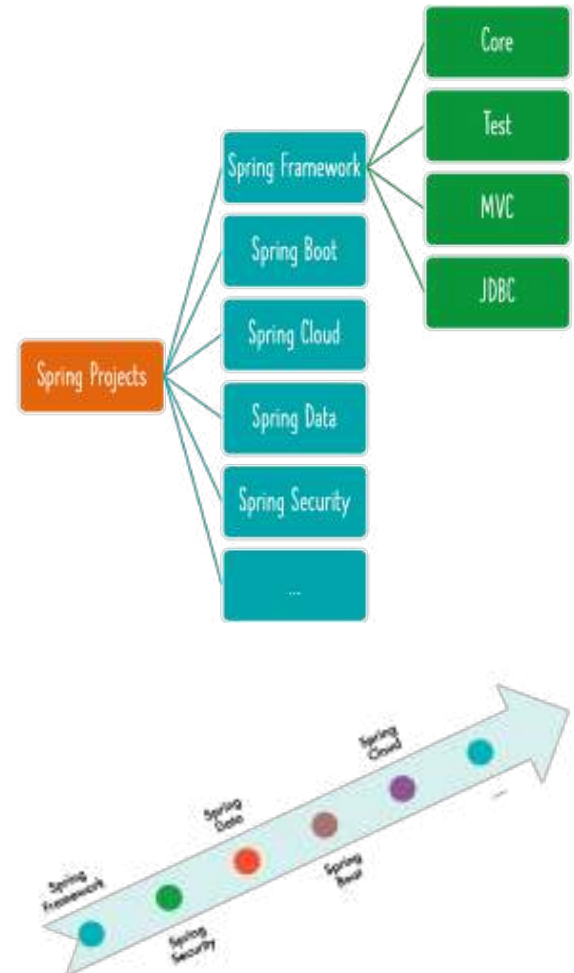 Core
Test
MVC
JDBC
Spring Framework
Spring Boot
Spring Cloud
Spring Data
Spring Security
...
Spring Projects
Spring
Framework
Spring
Security
Spring
Data
Spring
Boot
Spring
Cloud
...